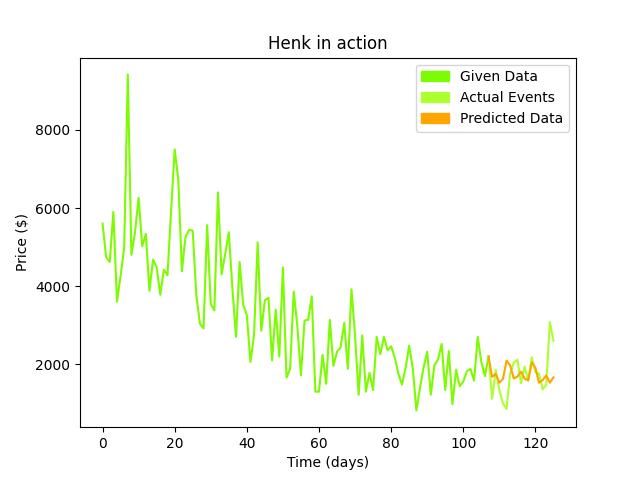 Henk in action
Given Data
Actual Events
Predicted Data
Price ($)
8000
6000
4000
2000
0 20 40 60 80 100 120
Time (days)